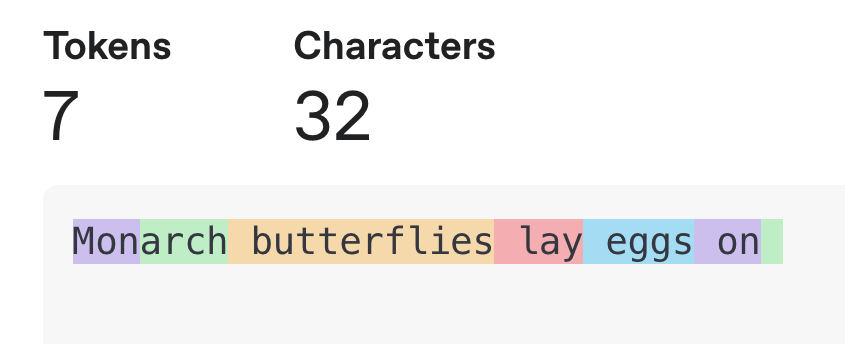 Tokens Characters
7 32
Monarch butterflies lay eggs on